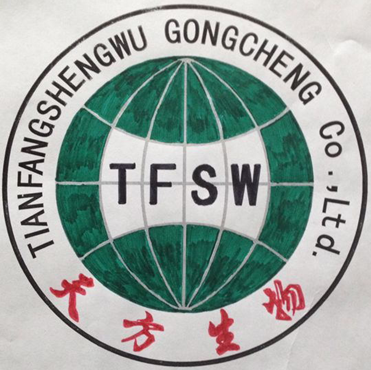 TIANFANGSHENGWU GONGCHENG Co.,Ltd.
TFSW
天方生物